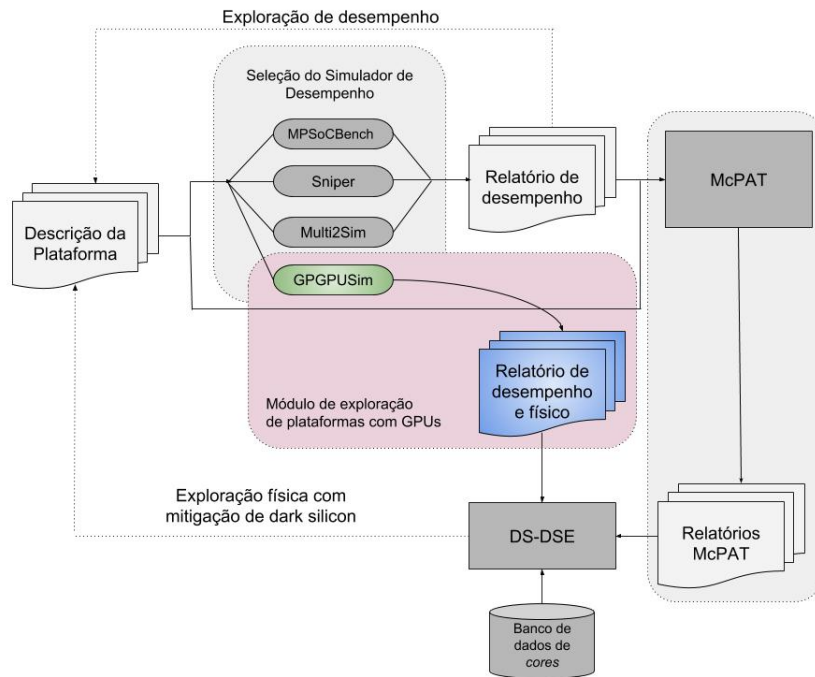 Exploração de desempenho
Seleção do Simulador de
Desempenho
MPSoCBench
Sniper
Multi2Sim
GPGPUSim
Descrição da
Plataforma
Relatório de
desempenho
McPAT
Relatório de
desempenho
e físico
Módulo de exploração
de plataformas com GPUs
Exploração física com
mitigação de dark silicon
DS-DSE
Relatórios
McPAT
Banco de
dados de
cores